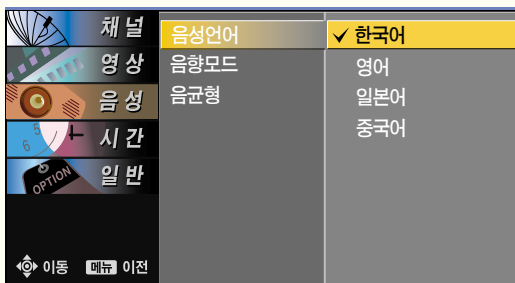 채널
영상
음성
시간
일반
음성언어
음향모드
음균형
✓ 한국어
영어
일본어
중국어
5
6
OPTION
이동 메뉴 이전